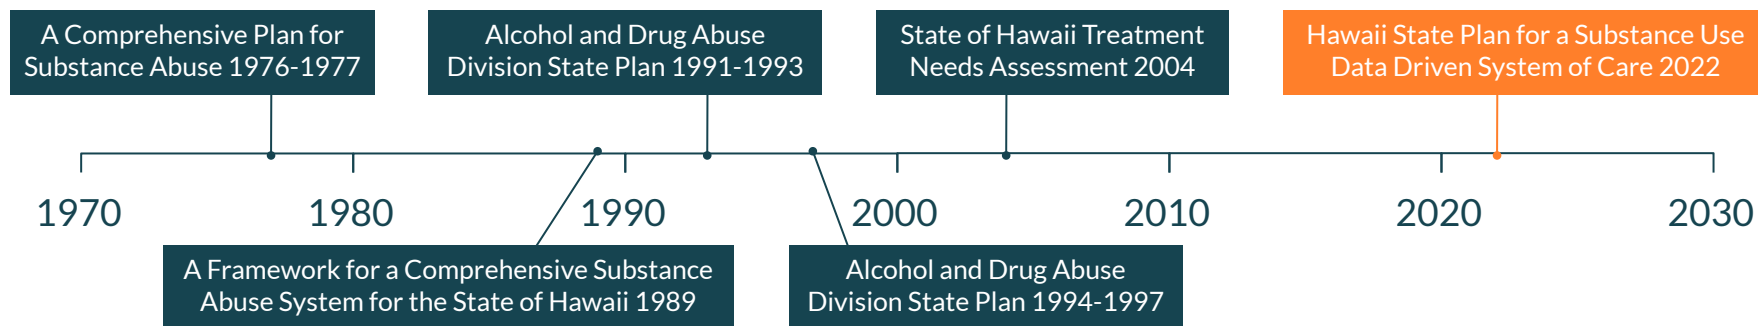 A Comprehensive Plan for
Substance Abuse 1976-1977
Alcohol and Drug Abuse
Division State Plan 1991-1993
State of Hawaii Treatment
Needs Assessment 2004
Hawaii State Plan for a Substance Use
Data Driven System of Care 2022
1970 1980 1990 2000 2010 2020 2030
A Framework for a Comprehensive Substance
Abuse System for the State of Hawaii 1989
Alcohol and Drug Abuse
Division State Plan 1994-1997